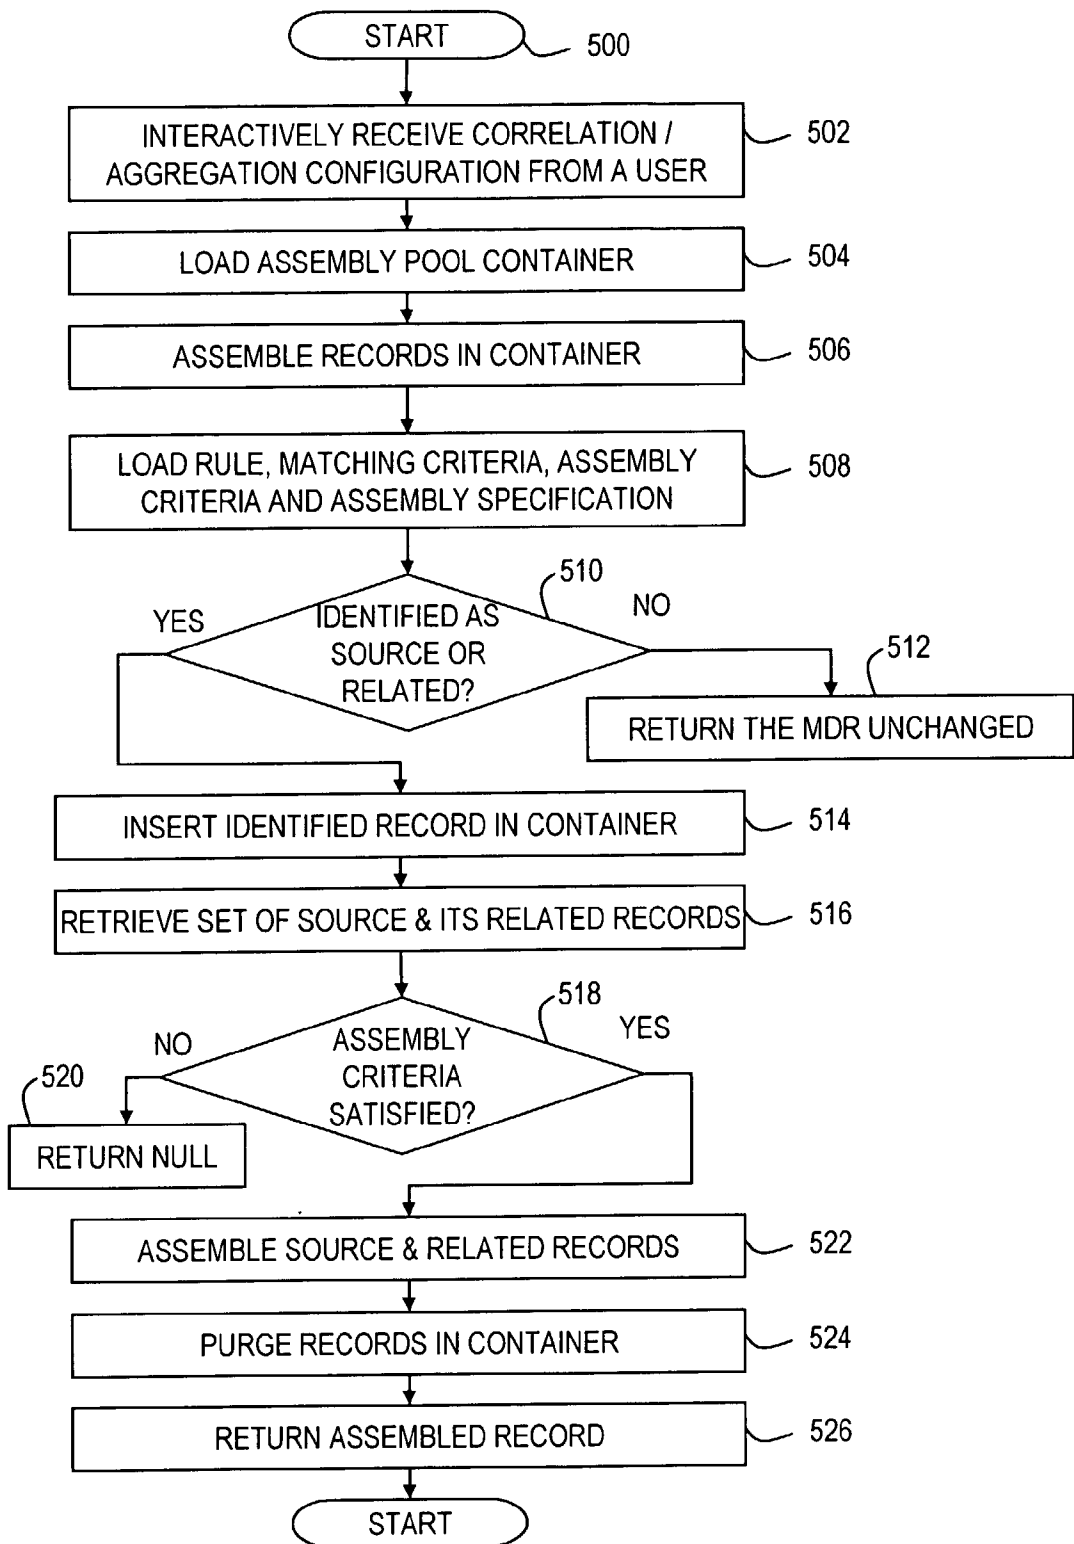 START
500
INTERACTIVELY RECEIVE CORRELATION /
AGGREGATION CONFIGURATION FROM A USER
502
LOAD ASSEMBLY POOL CONTAINER
504
ASSEMBLE RECORDS IN CONTAINER
506
LOAD RULE, MATCHING CRITERIA, ASSEMBLY
CRITERIA AND ASSEMBLY SPECIFICATION
508
510
YES
IDENTIFIED AS
SOURCE OR
RELATED?
NO
512
RETURN THE MDR UNCHANGED
INSERT IDENTIFIED RECORD IN CONTAINER
514
RETRIEVE SET OF SOURCE & ITS RELATED RECORDS
516
518
NO
ASSEMBLY
CRITERIA
SATISFIED?
YES
520
RETURN NULL
ASSEMBLE SOURCE & RELATED RECORDS
522
PURGE RECORDS IN CONTAINER
524
RETURN ASSEMBLED RECORD
526
START